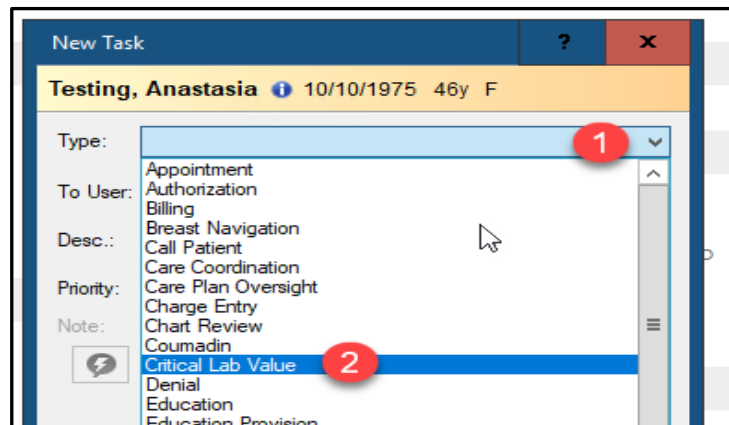 New Task ? x
Testing, Anastasia i 10/10/1975 46y F
Type: 1
Appointment
To User: Authorization
Billing
Breast Navigation
Desc.: Call Patient
Care Coordination
Priority: Care Plan Oversight
Charge Entry
Note: Chart Review
Coumadin
Critical Lab Value 2
Denial
Education
Education Provision